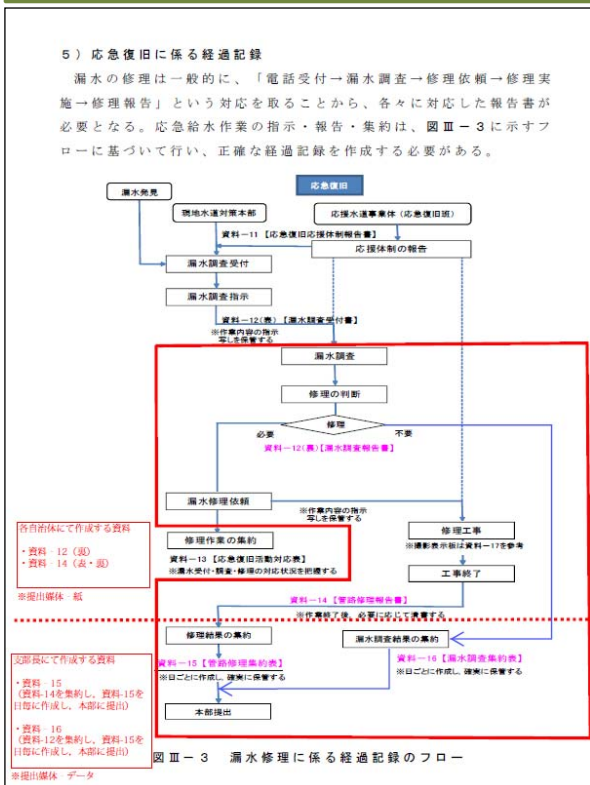 5）応急復旧に係る経過記録
漏水の修理は一般的に、「電話受付→漏水調査→修理依頼→修理実
施→修理報告」という対応を取ることから、各々に対応した報告書が
必要となる。応急給水作業の指示・報告・集約は、図Ⅲ－3に示すフ
ローに基づいて行い、正確な経過記録を作成する必要がある。
応急復旧
漏水発見
現地水道対策本部
応援水道事業体（応急復旧班）
資料－11【応急復旧応援体制報告書】
応援体制の報告
漏水調査受付
漏水調査指示
資料－12(表)【漏水調査受付書】
※作業内容の指示
写しを保管する
漏水調査
修理の判断
修理
必要
不要
資料－12(裏)【漏水調査報告書】
漏水修理依頼
※作業内容の指示
写しを保管する
修理作業の集約
修理工事
資料－13【応急復旧活動対応表】
※漏水受付・調査・修理の対応状況を把握する
※撮影表示板は資料－17を参考
工事終了
各自治体にて作成する資料
・資料‐12（裏）
・資料‐14（表・裏）
※提出媒体‐紙
資料－14【管路修理報告書】
※作業終了後、必要に応じて清書する
修理結果の集約
漏水調査結果の集約
資料－15【管路修理集約表】
※日ごとに作成し、確実に保管する
資料－16【漏水調査集約表】
※日ごとに作成し、確実に保管する
本部提出
支部長にて作成する資料
・資料‐15
（資料-14を集約し、資料-15を
日毎に作成し、本部に提出）
・資料‐16
（資料-12を集約し、資料-15を
日毎に作成し、本部に提出）
※提出媒体‐データ
図Ⅲ－3　漏水修理に係る経過記録のフロー